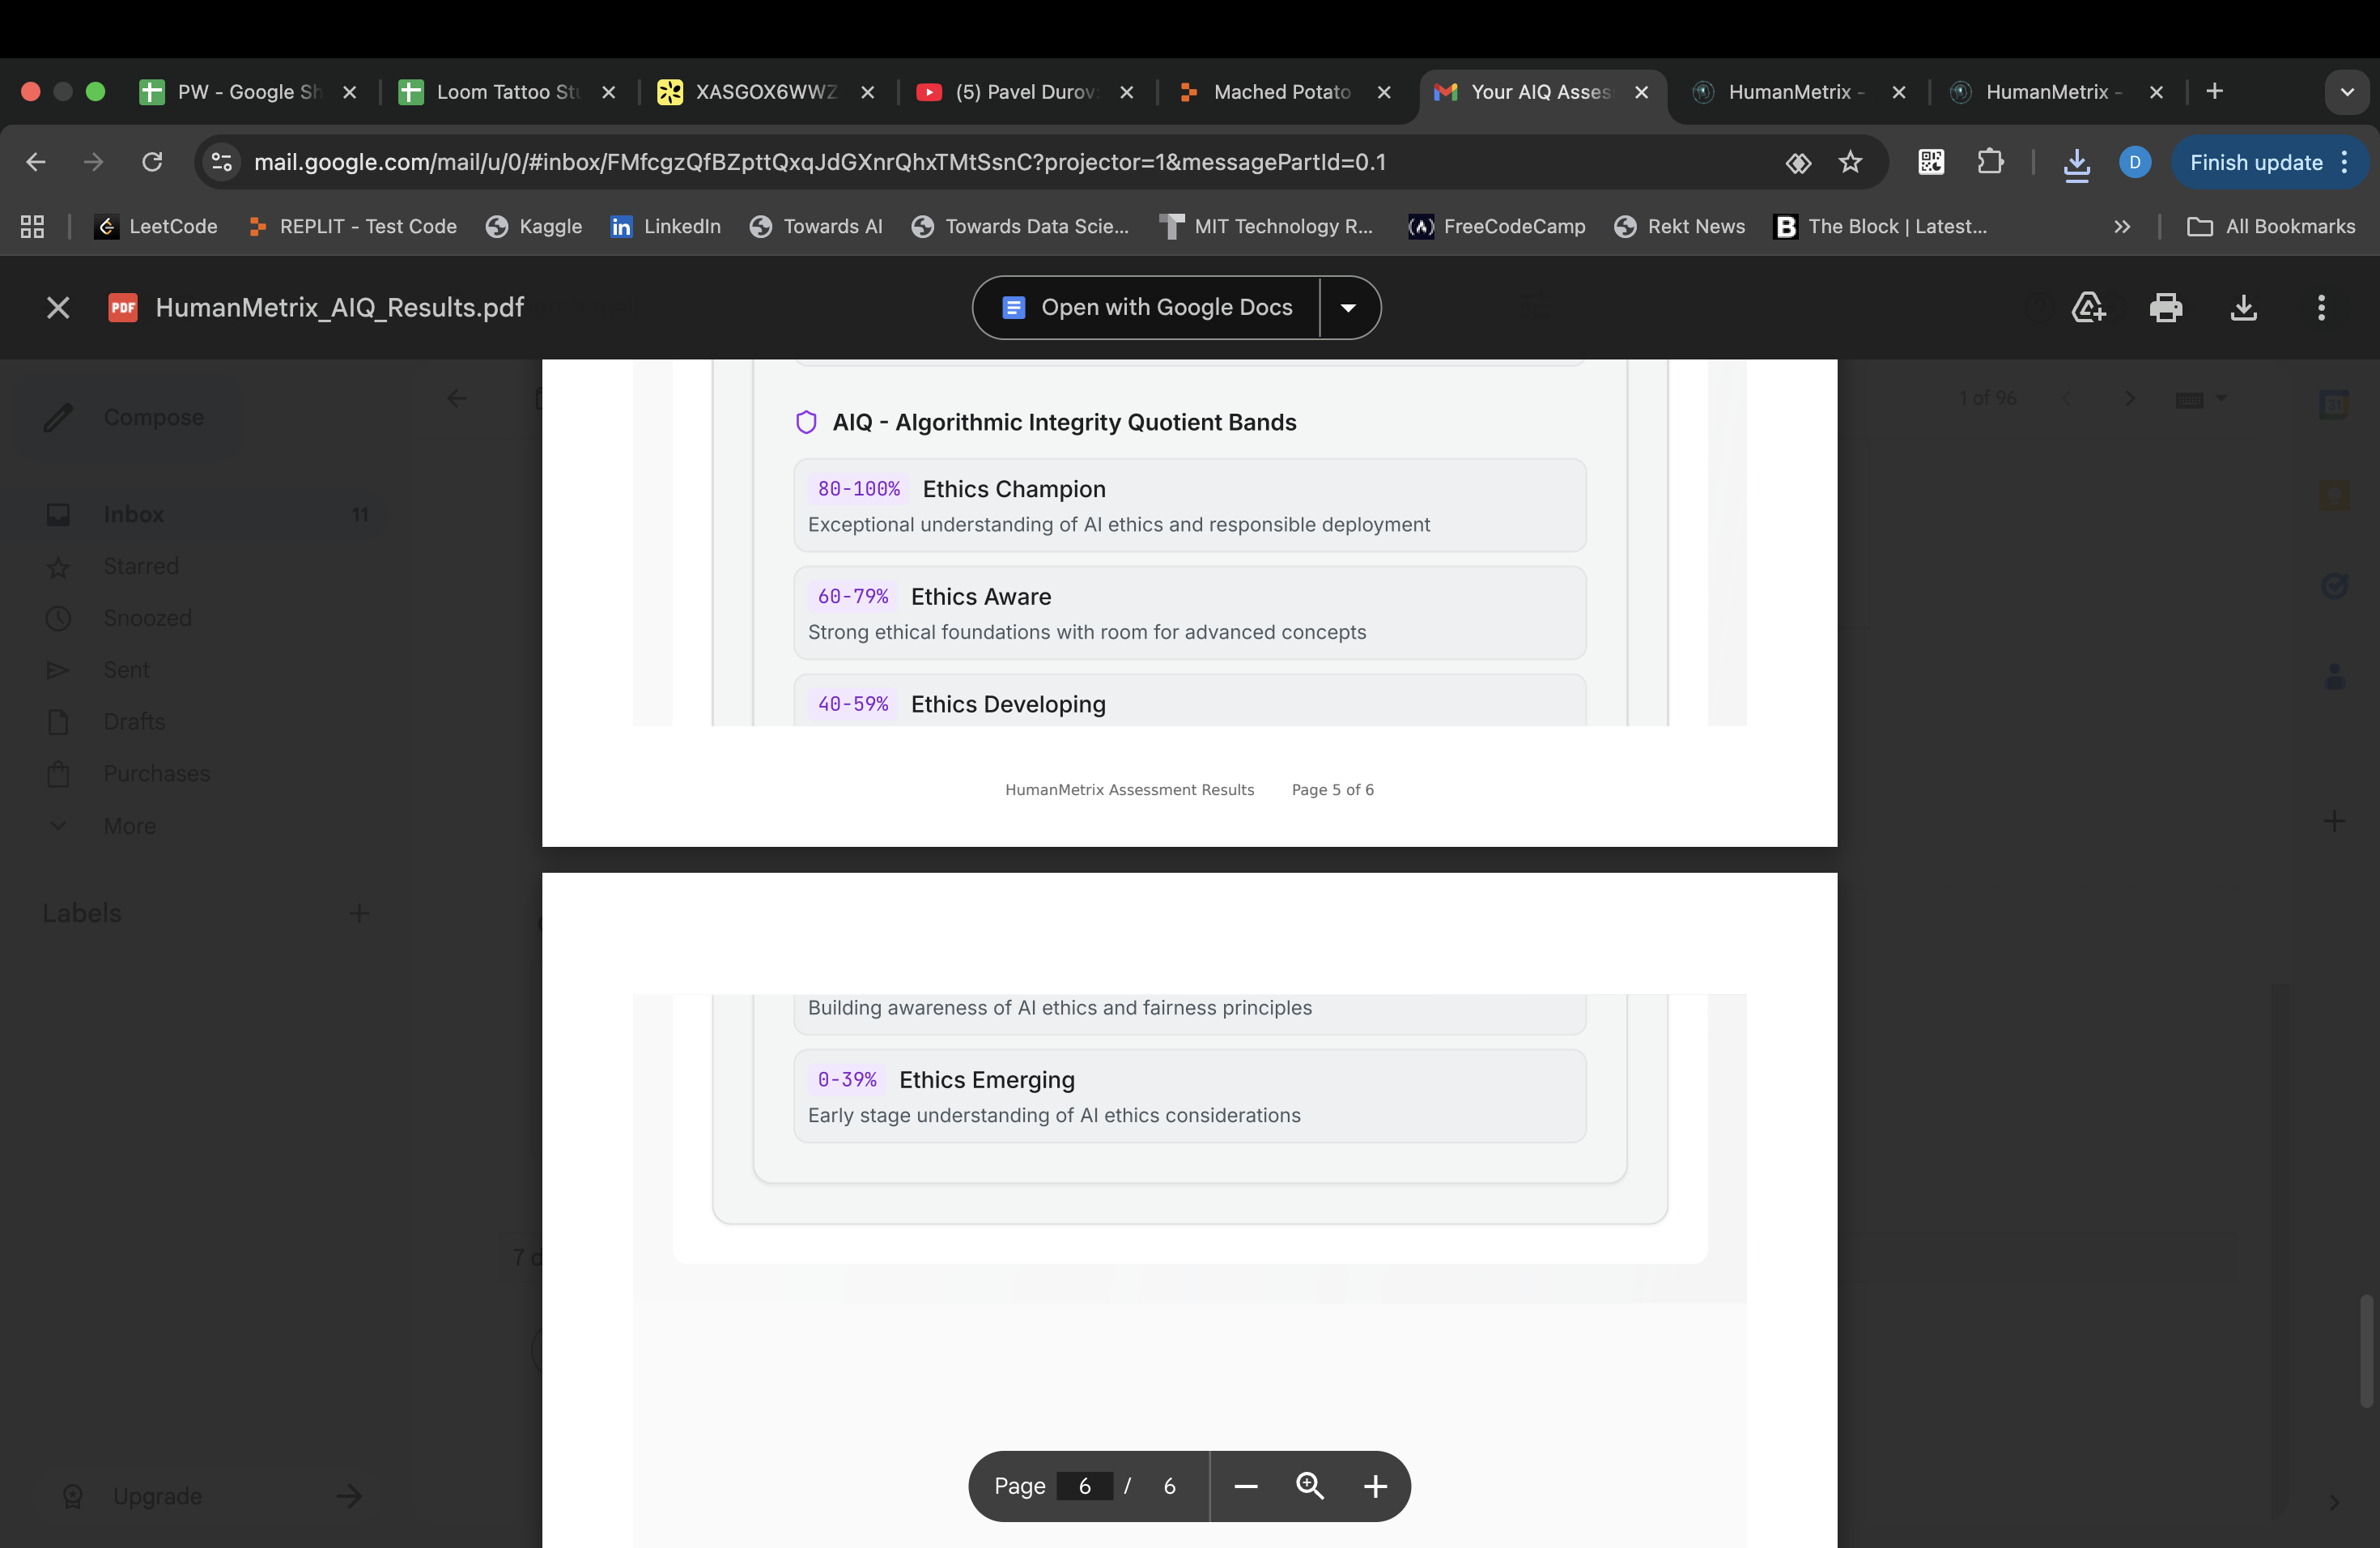 PW - Google Sh
Loom Tattoo Stu
XASGOX6WWZ
(5) Pavel Durov:
Mached Potato
Your AIQ Asses
HumanMetrix -
HumanMetrix -
mail.google.com/mail/u/0/#inbox/FMfcgzQfBZpttQxqJdGXnrQhxTMtSsnC?projector=1&messagePartId=0.1
D
Finish update
LeetCode
REPLIT - Test Code
Kaggle
LinkedIn
Towards AI
Towards Data Scie...
MIT Technology R...
FreeCodeCamp
Rekt News
The Block | Latest...
All Bookmarks
PDF
HumanMetrix_AIQ_Results.pdf
Open with Google Docs
Compose
1 of 96
Inbox
11
Starred
Snoozed
Sent
Drafts
Purchases
More
Labels
7 d
Upgrade
AIQ - Algorithmic Integrity Quotient Bands
80-100% Ethics Champion
Exceptional understanding of AI ethics and responsible deployment
60-79% Ethics Aware
Strong ethical foundations with room for advanced concepts
40-59% Ethics Developing
HumanMetrix Assessment Results Page 5 of 6
Building awareness of AI ethics and fairness principles
0-39% Ethics Emerging
Early stage understanding of AI ethics considerations
Page 6 / 6